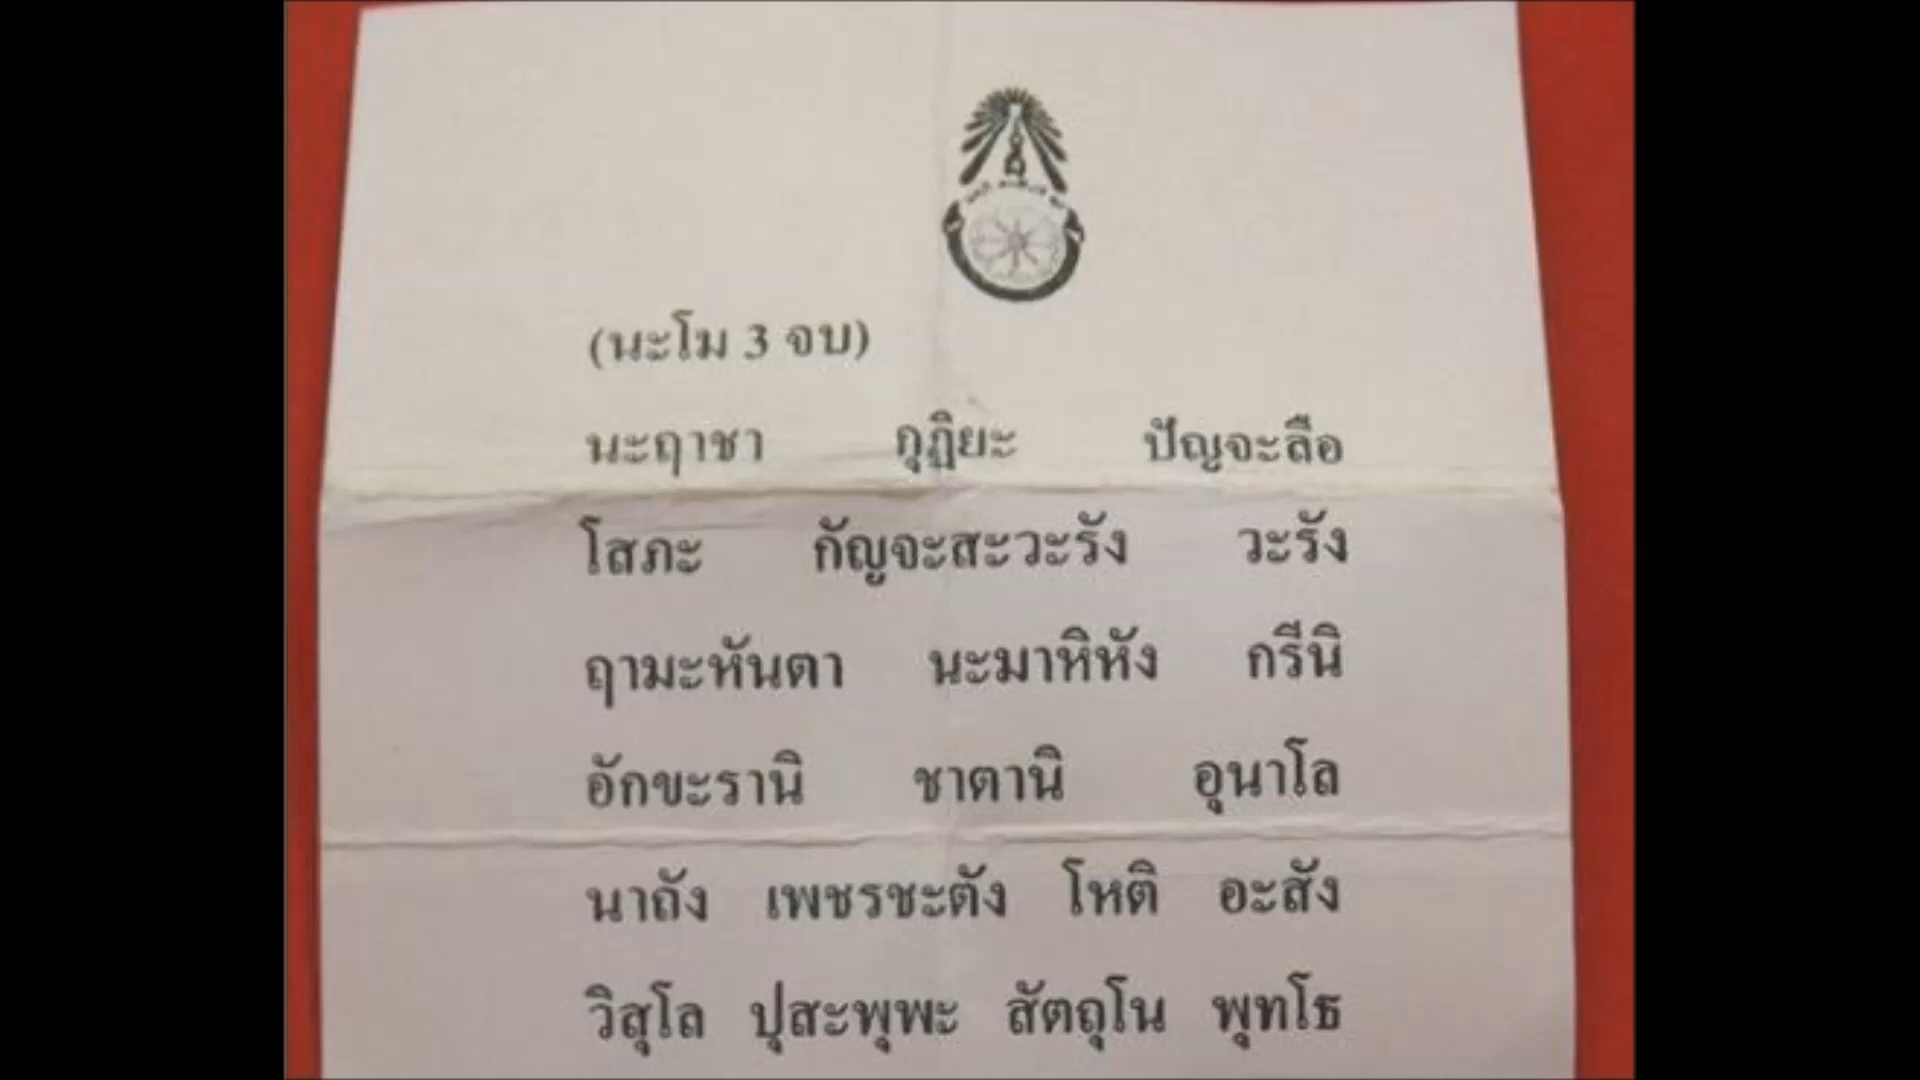 (นะโม 3 จบ)
นะฤาชา กุฏิยะ ปัญจะลือ
โสภะ กัญจะสะวะรัง วะรัง
ฤามะหันตา นะมาหิหัง กรีนิ
อักขะรานิ ชาตานิ อุนาโล
นาถัง เพชรชะตัง โหติ อะสัง
วิสุโล ปุสะพุพะ สัตถุโน พุทโธ